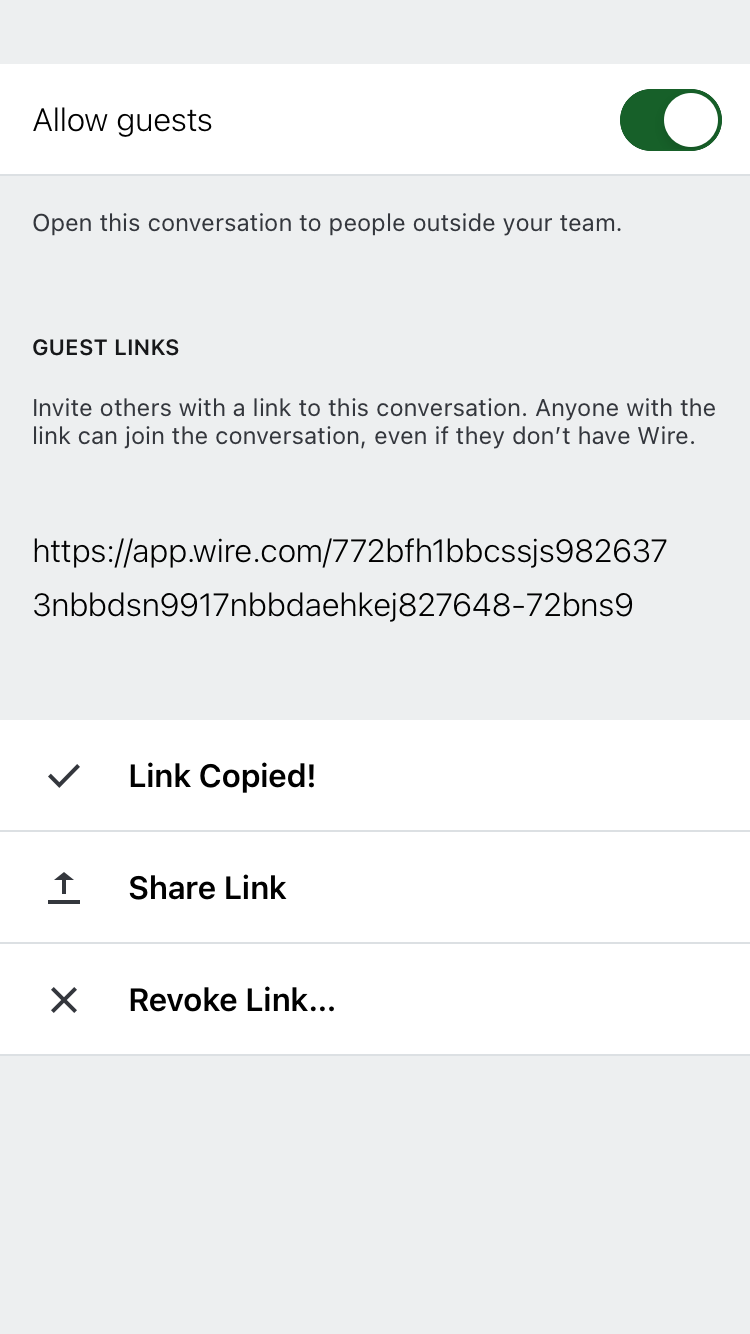 Allow guests
Open this conversation to people outside your team.
GUEST LINKS
Invite others with a link to this conversation. Anyone with the
link can join the conversation, even if they don’t have Wire.
https://app.wire.com/772bfh1bbcssjs982637
3nbbdsn9917nbbdaehkej827648-72bns9
Link Copied!
Share Link
Revoke Link...